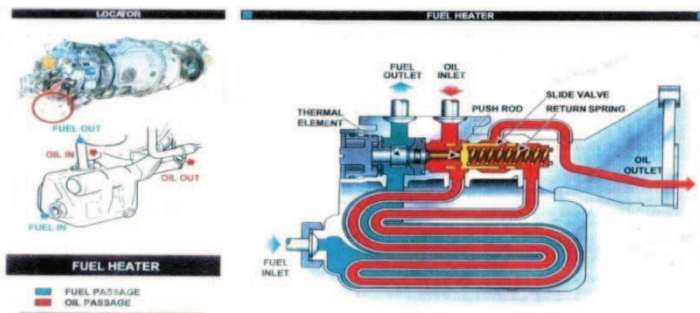 LOCATOR
FUEL OUT
OIL IN
OIL OUT
FUEL IN
FUEL HEATER
FUEL PASSAGE
OIL PASSAGE
FUEL HEATER
FUEL
OUTLET
OIL
INLET
THERMAL
ELEMENT
PUSH ROD
SLIDE VALVE
RETURN SPRING
OIL
OUTLET
FUEL
INLET